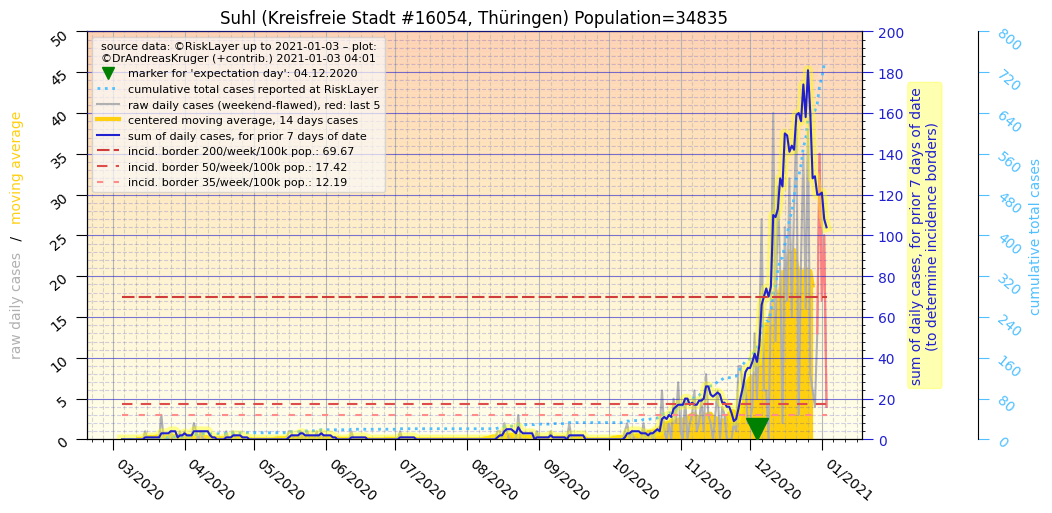 Suhl (Kreisfreie Stadt #16054, Thüringen) Population=34835
source data: ©RiskLayer up to 2021-01-03 – plot:
©DrAndreasKruger (+contrib.) 2021-01-03 04:01
marker for 'expectation day': 04.12.2020
cumulative total cases reported at RiskLayer
raw daily cases (weekend-flawed), red: last 5
centered moving average, 14 days cases
sum of daily cases, for prior 7 days of date
incid. border 200/week/100k pop.: 69.67
incid. border 50/week/100k pop.: 17.42
incid. border 35/week/100k pop.: 12.19
raw daily cases / moving average
50
45
40
35
30
25
20
15
10
5
0
03/2020
04/2020
05/2020
06/2020
07/2020
08/2020
09/2020
10/2020
11/2020
12/2020
01/2021
200
180
160
140
120
100
80
60
40
20
0
sum of daily cases, for prior 7 days of date
(to determine incidence borders)
800
720
640
560
480
400
320
240
160
80
0
cumulative total cases